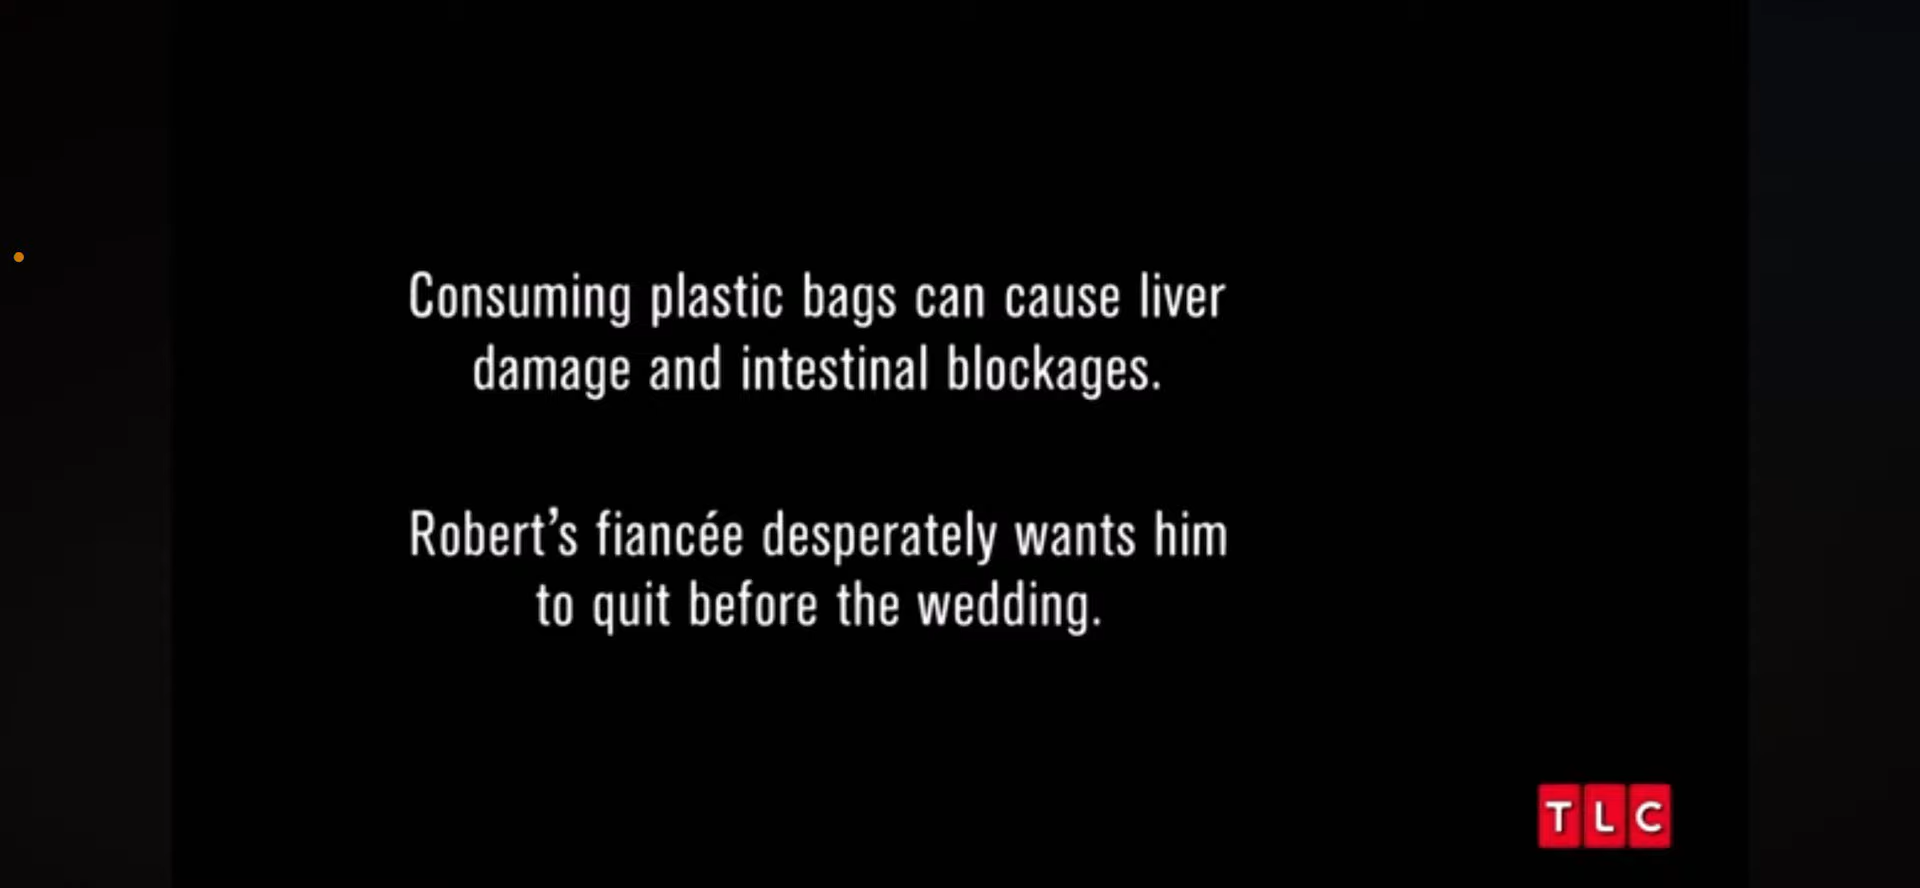 Consuming plastic bags can cause liver
damage and intestinal blockages.
Robert’s fiancée desperately wants him
to quit before the wedding.
TLC